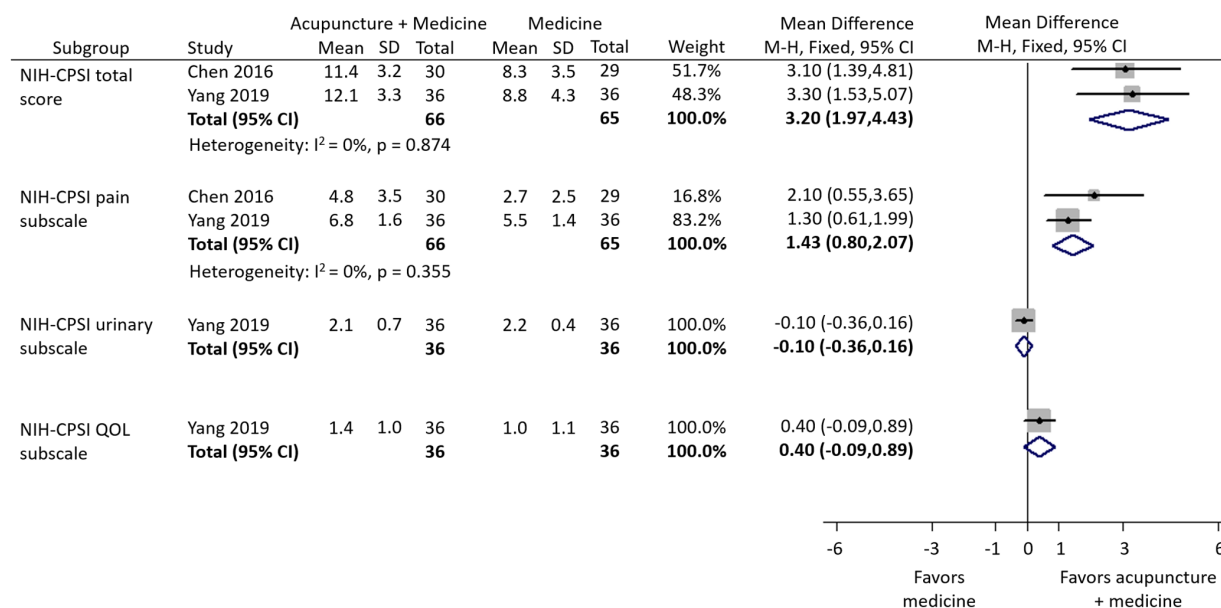 Acupuncture + Medicine Medicine Mean Difference Mean Difference
Subgroup Study Mean SD Total Mean SD Total Weight M-H, Fixed, 95% CI M-H, Fixed, 95% CI
NIH-CPSI total Chen 2016 11.4 3.2 30 8.3 3.5 29 51.7% 3.10 (1.39,4.81)
score Yang 2019 12.1 3.3 36 8.8 4.3 36 48.3% 3.30 (1.53,5.07)
Total (95% CI) 66 65 100.0% 3.20 (1.97,4.43)
Heterogeneity: I² = 0%, p = 0.874
NIH-CPSI pain Chen 2016 4.8 3.5 30 2.7 2.5 29 16.8% 2.10 (0.55,3.65)
subscale Yang 2019 6.8 1.6 36 5.5 1.4 36 83.2% 1.30 (0.61,1.99)
Total (95% CI) 66 65 100.0% 1.43 (0.80,2.07)
Heterogeneity: I² = 0%, p = 0.355
NIH-CPSI urinary Yang 2019 2.1 0.7 36 2.2 0.4 36 100.0% -0.10 (-0.36,0.16)
subscale Total (95% CI) 36 36 100.0% -0.10 (-0.36,0.16)
NIH-CPSI QOL Yang 2019 1.4 1.0 36 1.0 1.1 36 100.0% 0.40 (-0.09,0.89)
subscale Total (95% CI) 36 36 100.0% 0.40 (-0.09,0.89)
-6 -3 -1 0 1 3 6
Favors Favors acupuncture
medicine + medicine